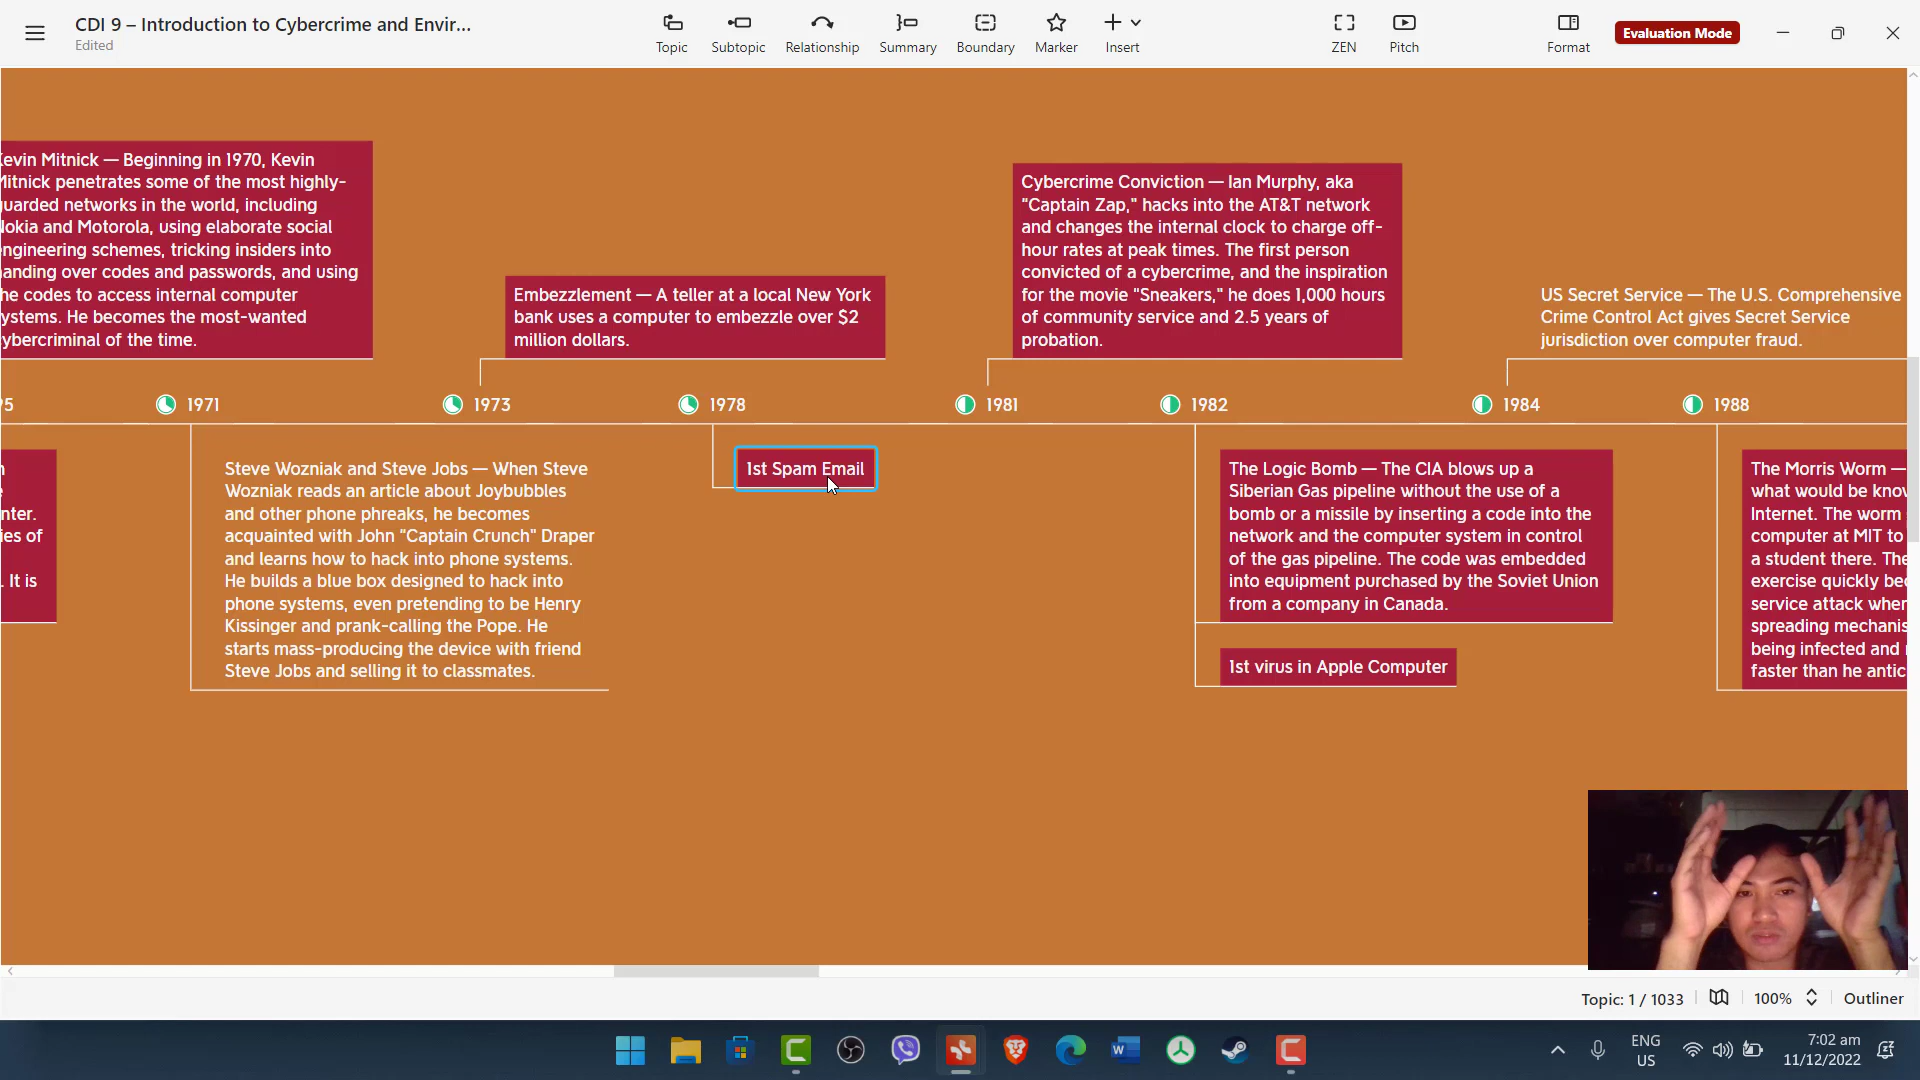 CDI 9 – Introduction to Cybercrime and Envir...
Edited
Topic
Subtopic
Relationship
Summary
Boundary
Marker
Insert
ZEN
Pitch
Format
Evaluation Mode
Mitnick — Beginning in 1970, Kevin
penetrates some of the most highly-
networks in the world, including
and Motorola, using elaborate social
schemes, tricking insiders into
over codes and passwords, and using
codes to access internal computer
He becomes the most-wanted
of the time.
Embezzlement — A teller at a local New York
bank uses a computer to embezzle over $2
million dollars.
Cybercrime Conviction — Ian Murphy, aka
"Captain Zap," hacks into the AT&T network
and changes the internal clock to charge off-
hour rates at peak times. The first person
convicted of a cybercrime, and the inspiration
for the movie "Sneakers," he does 1,000 hours
of community service and 2.5 years of
probation.
US Secret Service — The U.S. Comprehensive
Crime Control Act gives Secret Service
jurisdiction over computer fraud.
5
1971
1973
1978
1981
1982
1984
1988
nter.
ies of
. It is
Steve Wozniak and Steve Jobs — When Steve
Wozniak reads an article about Joybubbles
and other phone phreaks, he becomes
acquainted with John "Captain Crunch" Draper
and learns how to hack into phone systems.
He builds a blue box designed to hack into
phone systems, even pretending to be Henry
Kissinger and prank-calling the Pope. He
starts mass-producing the device with friend
Steve Jobs and selling it to classmates.
1st Spam Email
The Logic Bomb — The CIA blows up a
Siberian Gas pipeline without the use of a
bomb or a missile by inserting a code into the
network and the computer system in control
of the gas pipeline. The code was embedded
into equipment purchased by the Soviet Union
from a company in Canada.
1st virus in Apple Computer
The Morris Worm —
what would be know
Internet. The worm
computer at MIT to
a student there. The
exercise quickly bec
service attack when
spreading mechanis
being infected and
faster than he antic
Topic: 1 / 1033
100%
Outliner
ENG
US
7:02 am
11/12/2022